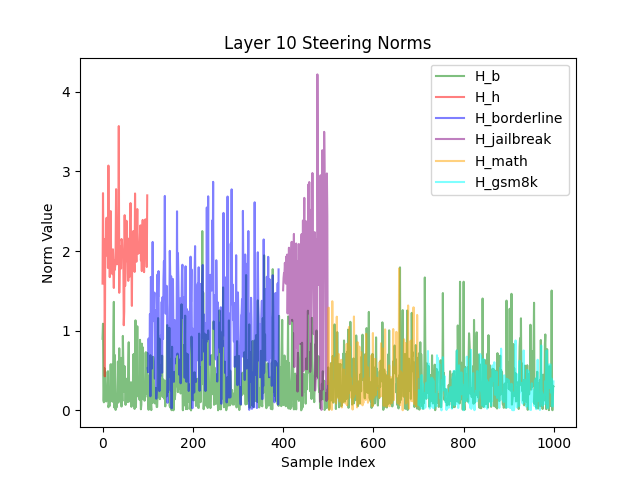 Layer 10 Steering Norms
H_b
H_h
H_borderline
H_jailbreak
H_math
H_gsm8k
Norm Value
4
3
2
1
0
0
200
400
600
800
1000
Sample Index